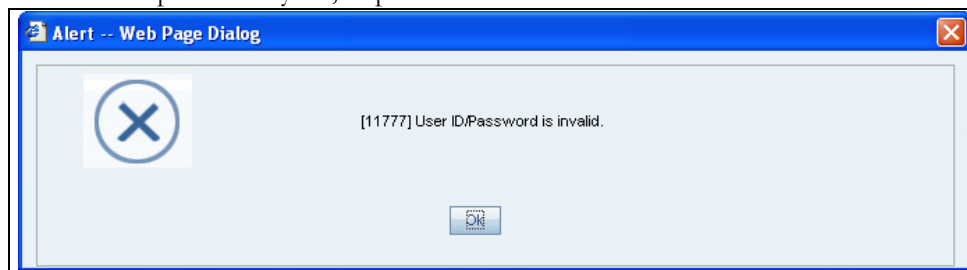 Alert -- Web Page Dialog
[11777] User ID/Password is invalid.
Ok